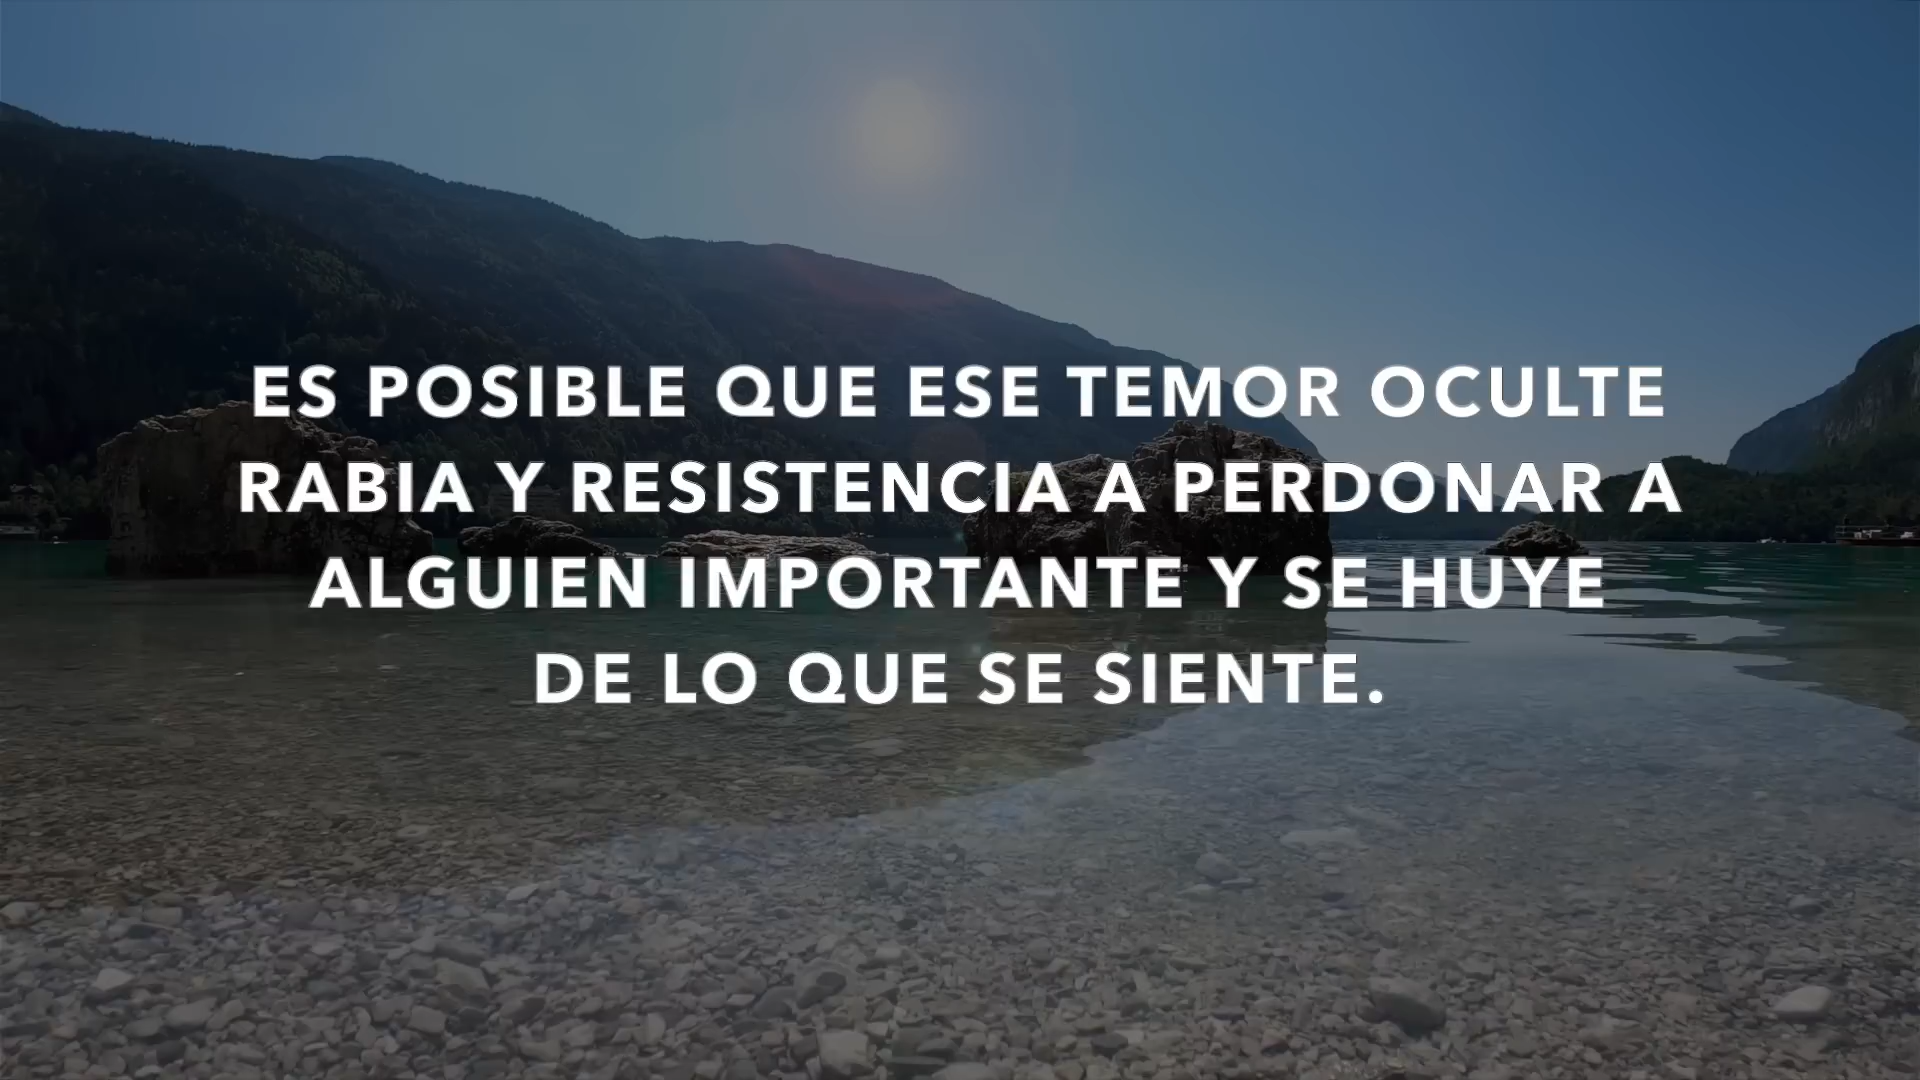 ES POSIBLE QUE ESE TEMOR OCULTE
RABIA Y RESISTENCIA A PERDONAR A
ALGUIEN IMPORTANTE Y SE HUYE
DE LO QUE SE SIENTE.